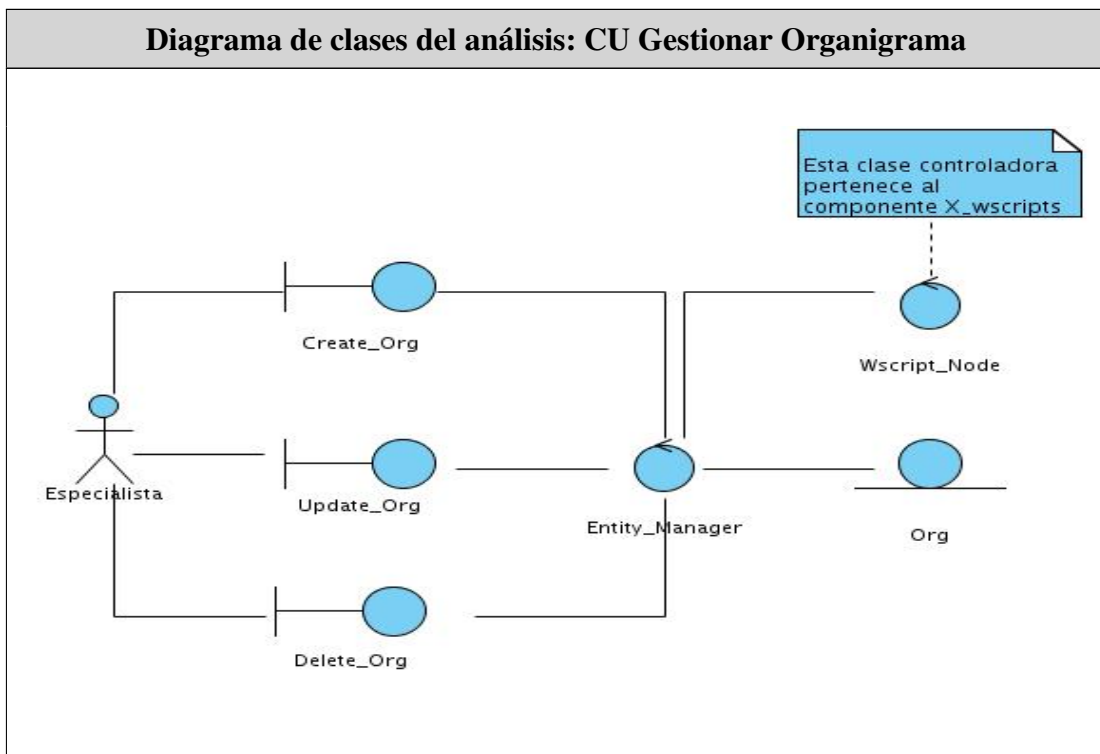 Diagrama de clases del análisis: CU Gestionar Organigrama
Esta clase controladora
pertenece al
componente X_wscripts
Create_Org
Wscript_Node
Especialista
Update_Org
Entity_Manager
Org
Delete_Org